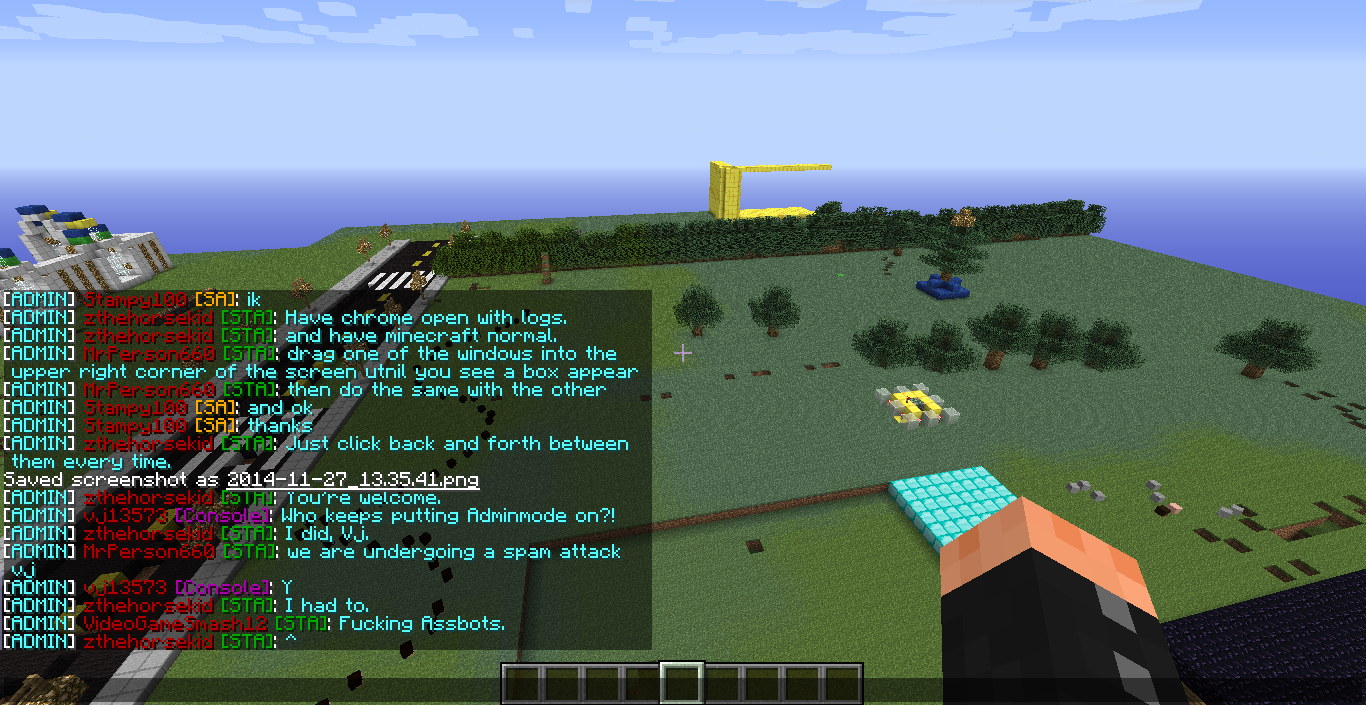 [ADMIN] Stampy100 [SA]: ik
[ADMIN] zthehorsekid [STA]: Have chrome open with logs.
[ADMIN] zthehorsekid [STA]: and have minecraft normal.
[ADMIN] MrPerson660 [STA]: drag one of the windows into the
upper right corner of the screen utnil you see a box appear
[ADMIN] MrPerson660 [STA]: then do the same with the other
[ADMIN] Stampy100 [SA]: and ok
[ADMIN] Stampy100 [SA]: thanks
[ADMIN] zthehorsekid [STA]: Just click back and forth between
them every time.
Saved screenshot as 2014-11-27_13.35.41.png
[ADMIN] zthehorsekid [STA]: You're welcome.
[ADMIN] vj13573 [Console]: Who keeps putting Adminmode on?!
[ADMIN] zthehorsekid [STA]: I did, Vj.
[ADMIN] MrPerson660 [STA]: we are undergoing a spam attack
vj
[ADMIN] vj13573 [Console]: Y
[ADMIN] zthehorsekid [STA]: I had to.
[ADMIN] VideoGameSmash12 [STA]: Fucking Assbots.
[ADMIN] zthehorsekid [STA]: ^